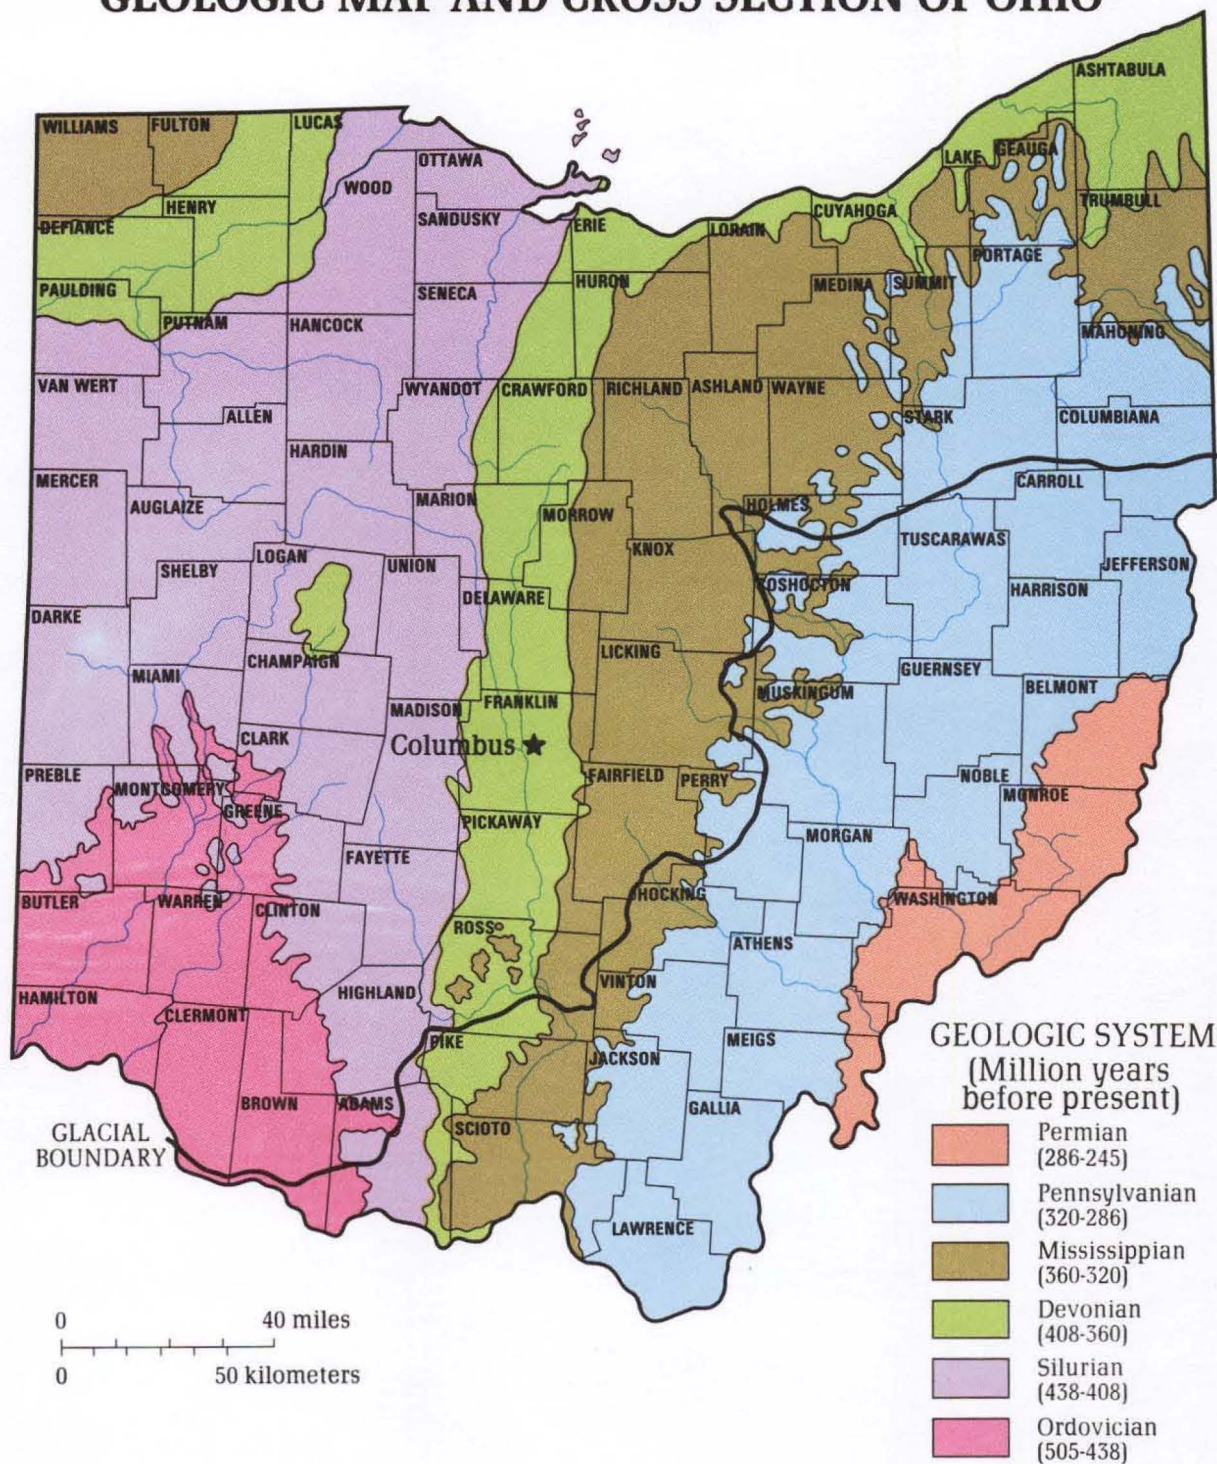 GEOLOGIC MAP AND CROSS SECTION OF OHIO
ASHTABULA
WILLIAMS
FULTON
LUCAS
OTTAWA
LAKE
GEAUGA
WOOD
HENRY
SANDUSKY
ERIE
CUYAHOGA
TRUMBULL
DEFIANCE
LORAIN
PORTAGE
PAULDING
SENECA
HURON
MEDINA
SUMMIT
PUTNAM
HANCOCK
MAHONING
VAN WERT
WYANDOT
CRAWFORD
RICHLAND
ASHLAND
WAYNE
ALLEN
STARK
COLUMBIANA
HARDIN
MERCER
CARROLL
AUGLAIZE
MARION
MORROW
HOLMES
LOGAN
UNION
KNOX
TUSCARAWAS
SHELBY
JEFFERSON
DELAWARE
COSHOCTON
HARRISON
DARKE
CHAMPAIGN
LICKING
MIAMI
GUERNSEY
BELMONT
MADISON
FRANKLIN
MUSKINGUM
CLARK
Columbus
PREBLE
MONTGOMERY
FAIRFIELD
PERRY
NOBLE
MONROE
GREENE
PICKAWAY
MORGAN
FAYETTE
BUTLER
WARREN
CLINTON
HOCKING
WASHINGTON
ROSS
ATHENS
HAMILTON
HIGHLAND
VINTON
CLERMONT
PIKE
JACKSON
MEIGS
BROWN
ADAMS
SCIOTO
GALLIA
LAWRENCE
GLACIAL
BOUNDARY
GEOLOGIC SYSTEM
(Million years
before present)
Permian
(286-245)
Pennsylvanian
(320-286)
Mississippian
(360-320)
Devonian
(408-360)
Silurian
(438-408)
Ordovician
(505-438)
0 40 miles
0 50 kilometers